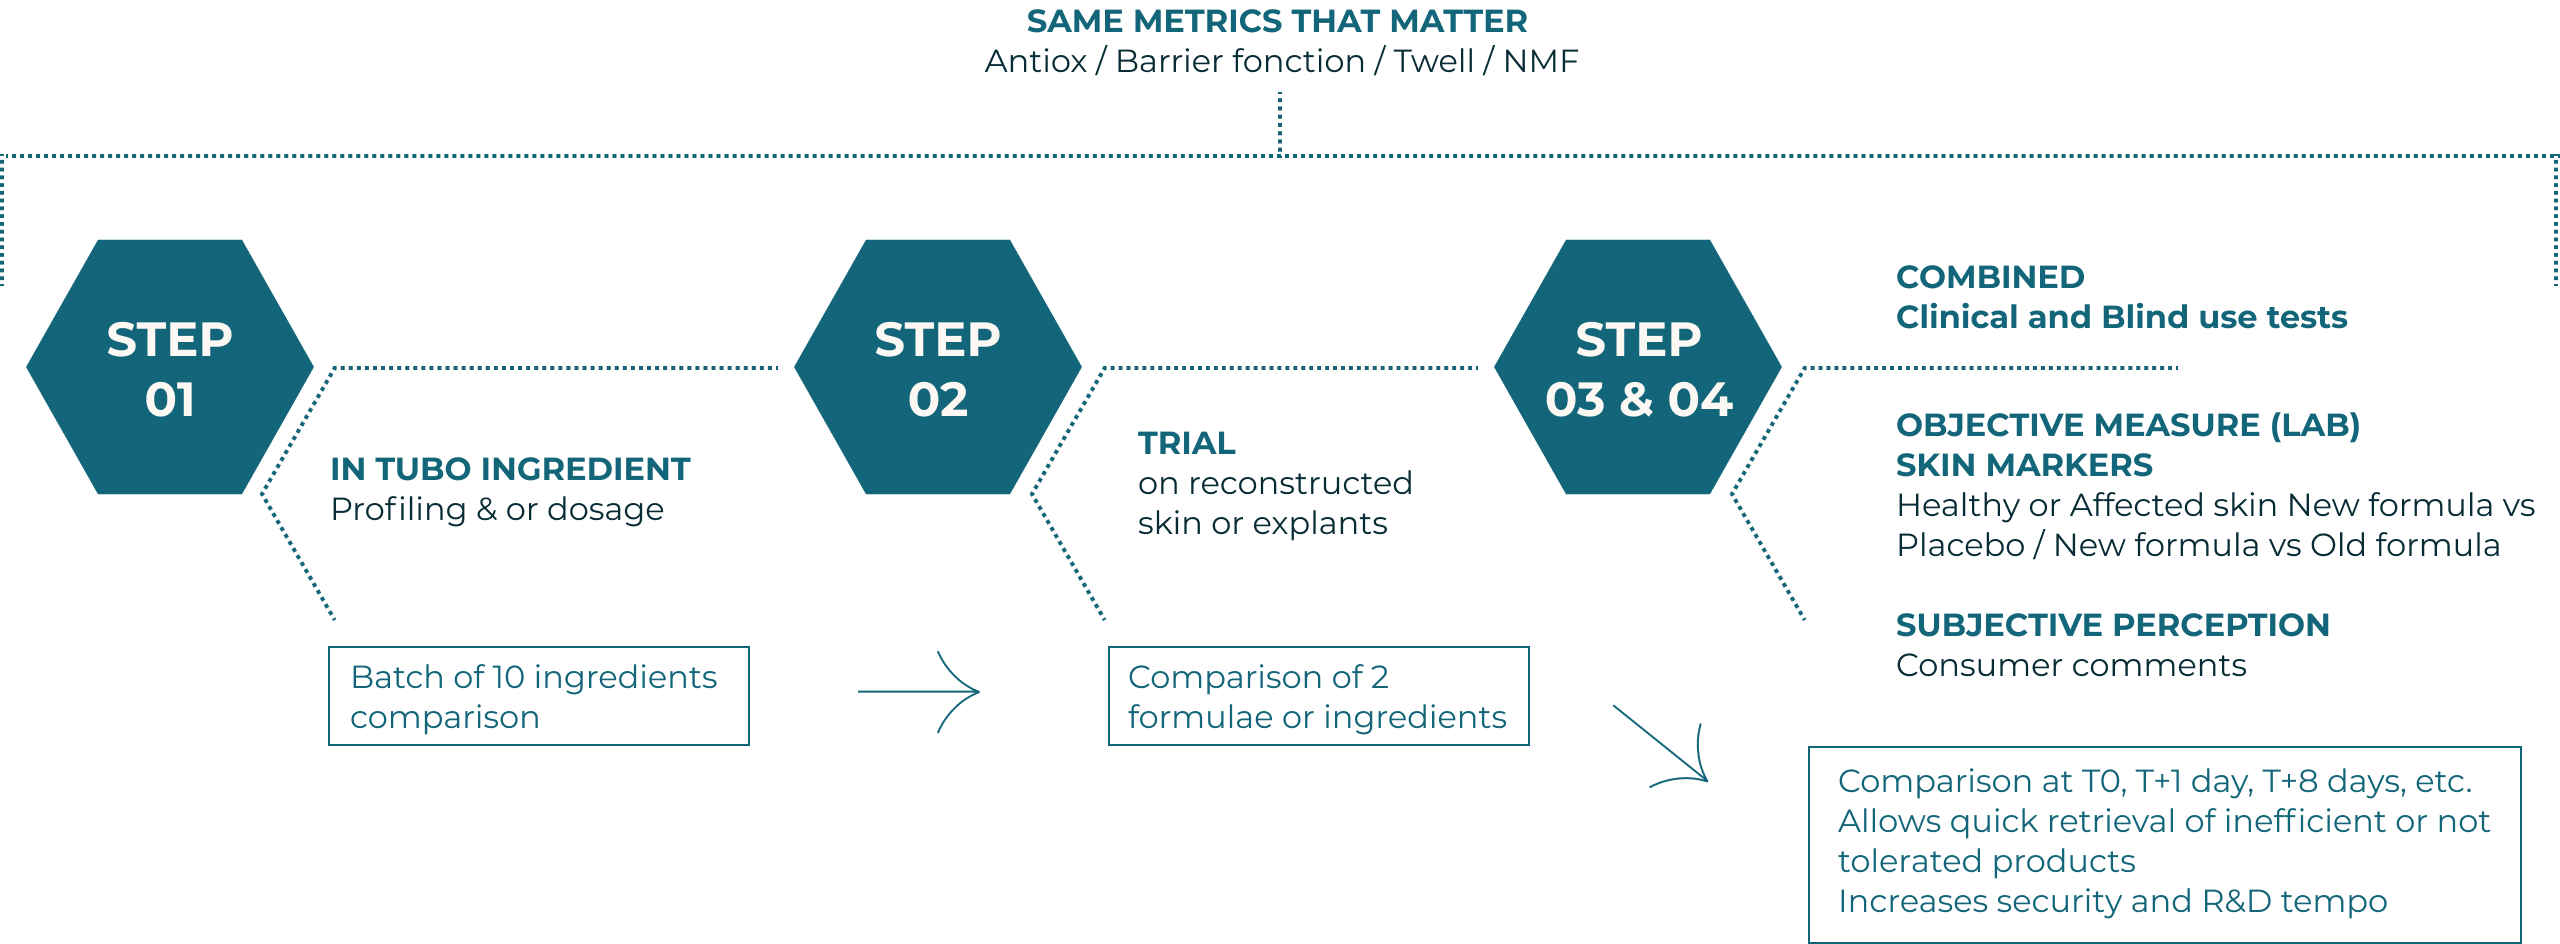 SAME METRICS THAT MATTER
Antiox / Barrier fonction / Twell / NMF
STEP
01
IN TUBO INGREDIENT
Profiling & or dosage
Batch of 10 ingredients
comparison
STEP
02
TRIAL
on reconstructed
skin or explants
Comparison of 2
formulae or ingredients
STEP
03 & 04
COMBINED
Clinical and Blind use tests
OBJECTIVE MEASURE (LAB)
SKIN MARKERS
Healthy or Affected skin New formula vs
Placebo / New formula vs Old formula
SUBJECTIVE PERCEPTION
Consumer comments
Comparison at T0, T+1 day, T+8 days, etc.
Allows quick retrieval of inefficient or not
tolerated products
Increases security and R&D tempo